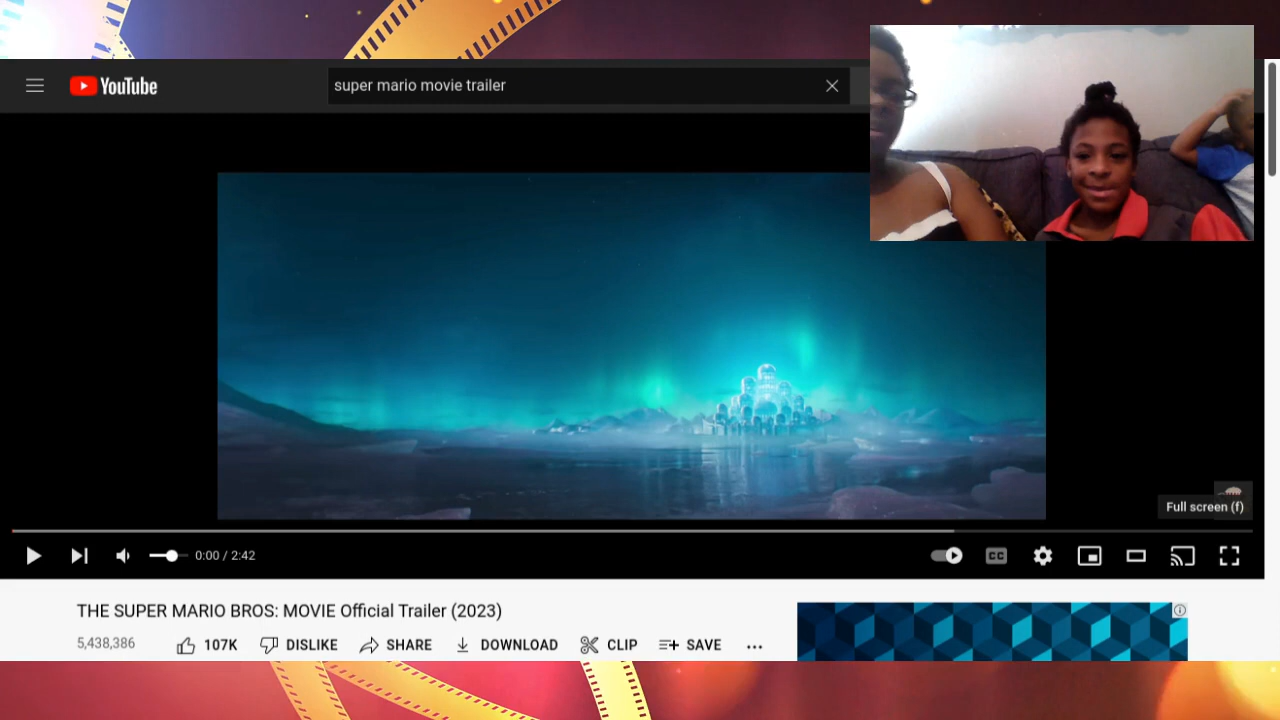 YouTube
super mario movie trailer
Full screen (f)
0:00 / 2:42
CC
THE SUPER MARIO BROS: MOVIE Official Trailer (2023)
5,438,386
107K
DISLIKE
SHARE
DOWNLOAD
CLIP
SAVE